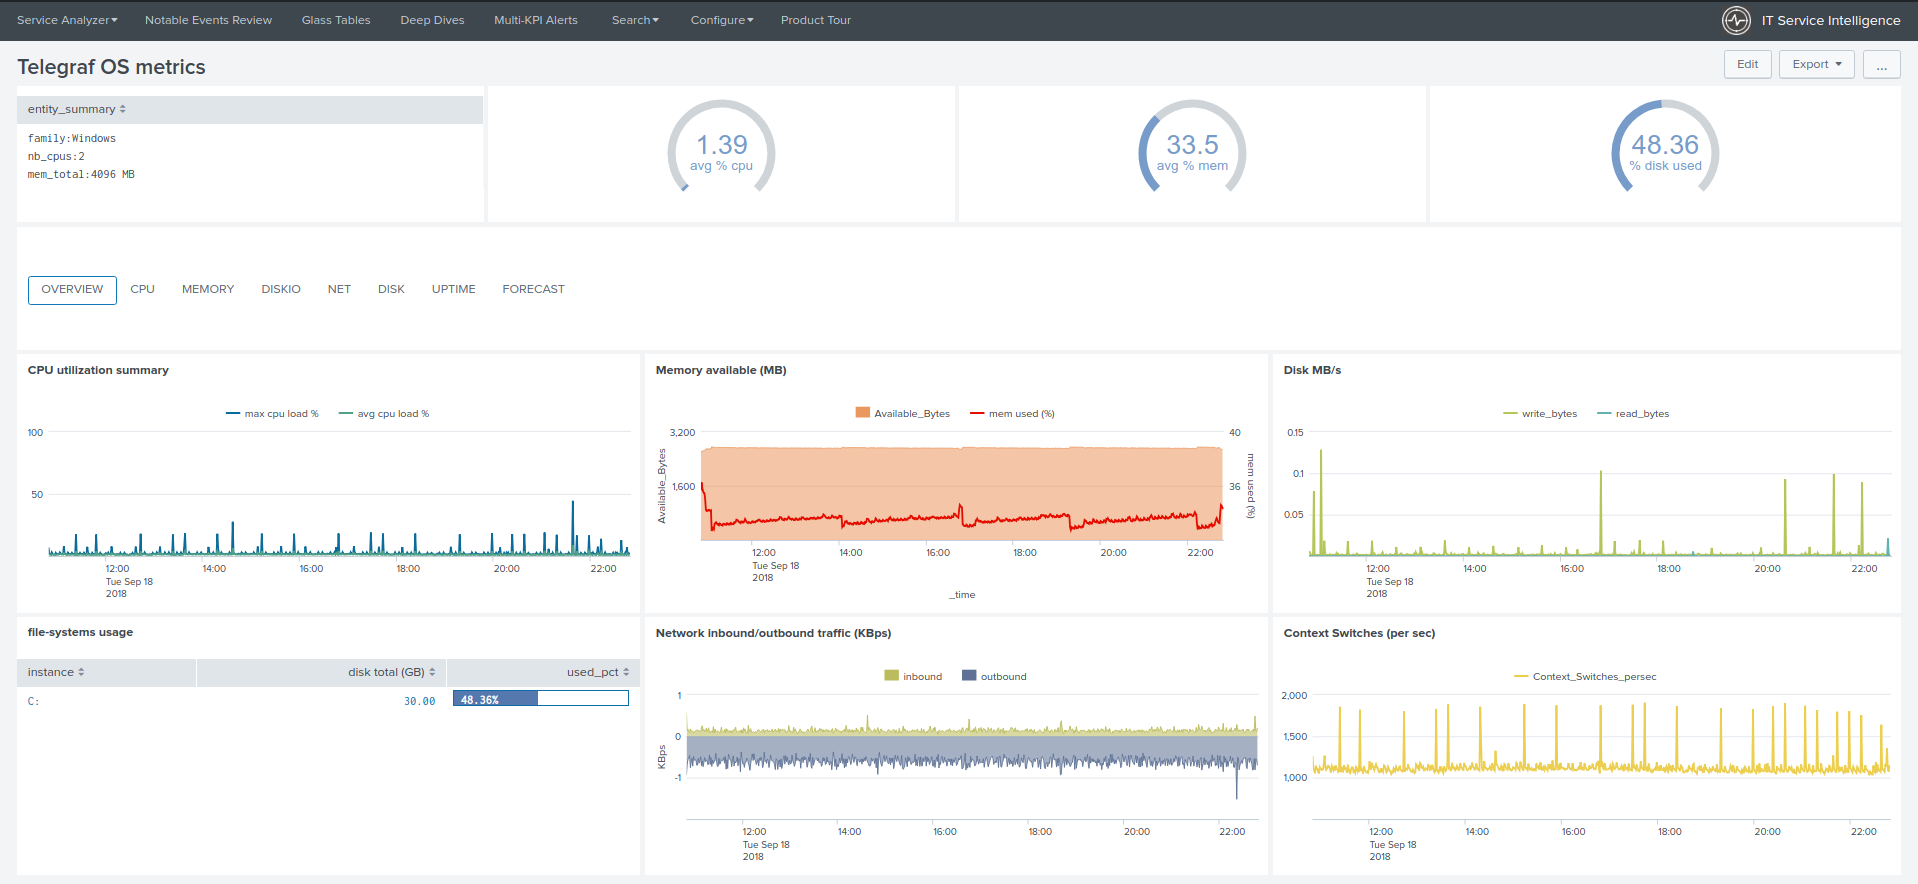 Service Analyzer Notable Events Review Glass Tables Deep Dives Multi-KPI Alerts Search Configure Product Tour IT Service Intelligence
Telegraf OS metrics
Edit Export ...
entity_summary
family:Windows
nb_cpus:2
mem_total:4096 MB
1.39
avg % cpu
33.5
avg % mem
48.36
% disk used
OVERVIEW CPU MEMORY DISKIO NET DISK UPTIME FORECAST
CPU utilization summary
max cpu load % avg cpu load %
100
50
12:00 14:00 16:00 18:00 20:00 22:00
Tue Sep 18
2018
Memory available (MB)
Available_Bytes mem used (%)
3,200
1,600
Available_Bytes
40
36
mem used (%)
12:00 14:00 16:00 18:00 20:00 22:00
Tue Sep 18
2018
_time
Disk MB/s
write_bytes read_bytes
0.15
0.1
0.05
12:00 14:00 16:00 18:00 20:00 22:00
Tue Sep 18
2018
file-systems usage
instance disk total (GB) used_pct
C: 30.00 48.36%
Network inbound/outbound traffic (KBps)
inbound outbound
1
0
-1
KBps
12:00 14:00 16:00 18:00 20:00 22:00
Tue Sep 18
2018
Context Switches (per sec)
Context_Switches_persec
2,000
1,500
1,000
12:00 14:00 16:00 18:00 20:00 22:00
Tue Sep 18
2018